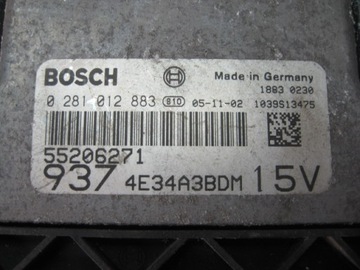 BOSCH
Made in Germany
1883 0230
0 281 012 883 810 05-11-02 1039S13475
55206271
937 4E34A3BDM 15V